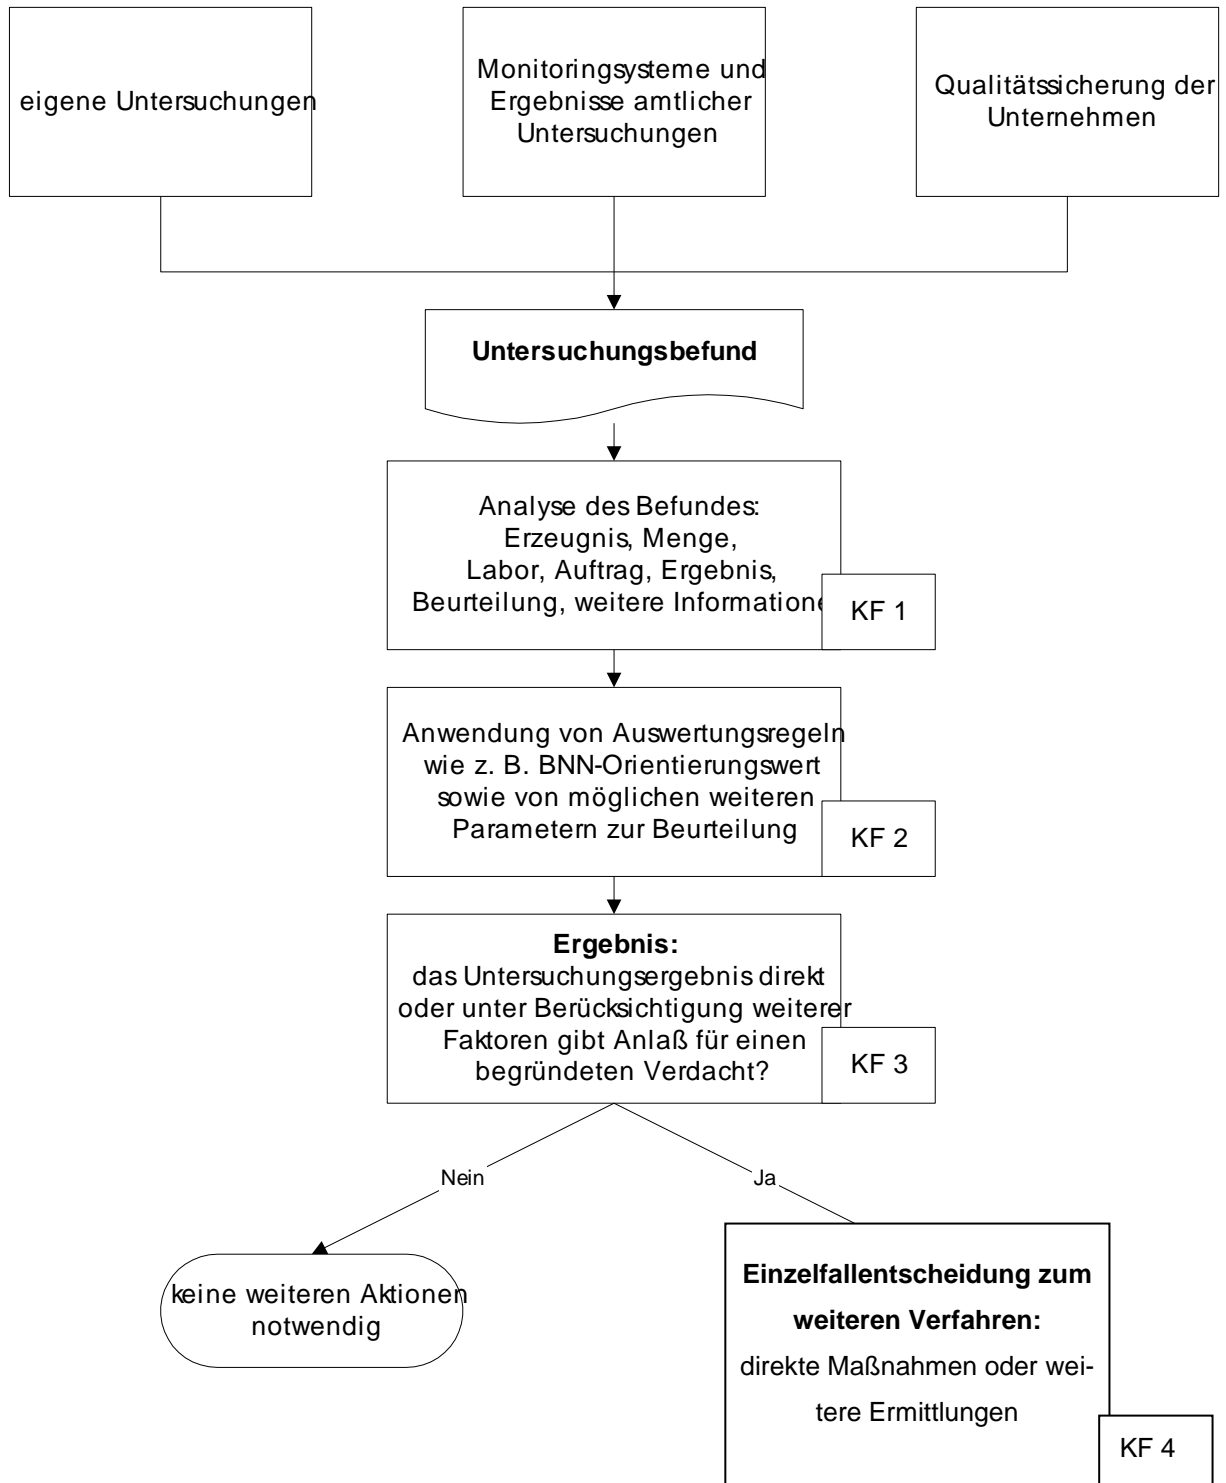 eigene Untersuchungen
Monitoringsysteme und
Ergebnisse amtlicher
Untersuchungen
Qualitätssicherung der
Unternehmen
Untersuchungsbefund
Analyse des Befundes:
Erzeugnis, Menge,
Labor, Auftrag, Ergebnis,
Beurteilung, weitere Informatione
KF 1
Anwendung von Auswertungsregeln
wie z. B. BNN-Orientierungswert
sowie von möglichen weiteren
Parametern zur Beurteilung
KF 2
Ergebnis:
das Untersuchungsergebnis direkt
oder unter Berücksichtigung weiterer
Faktoren gibt Anlaß für einen
begründeten Verdacht?
KF 3
Nein
Ja
keine weiteren Aktionen
notwendig
Einzelfallentscheidung zum
weiteren Verfahren:
direkte Maßnahmen oder wei-
tere Ermittlungen
KF 4